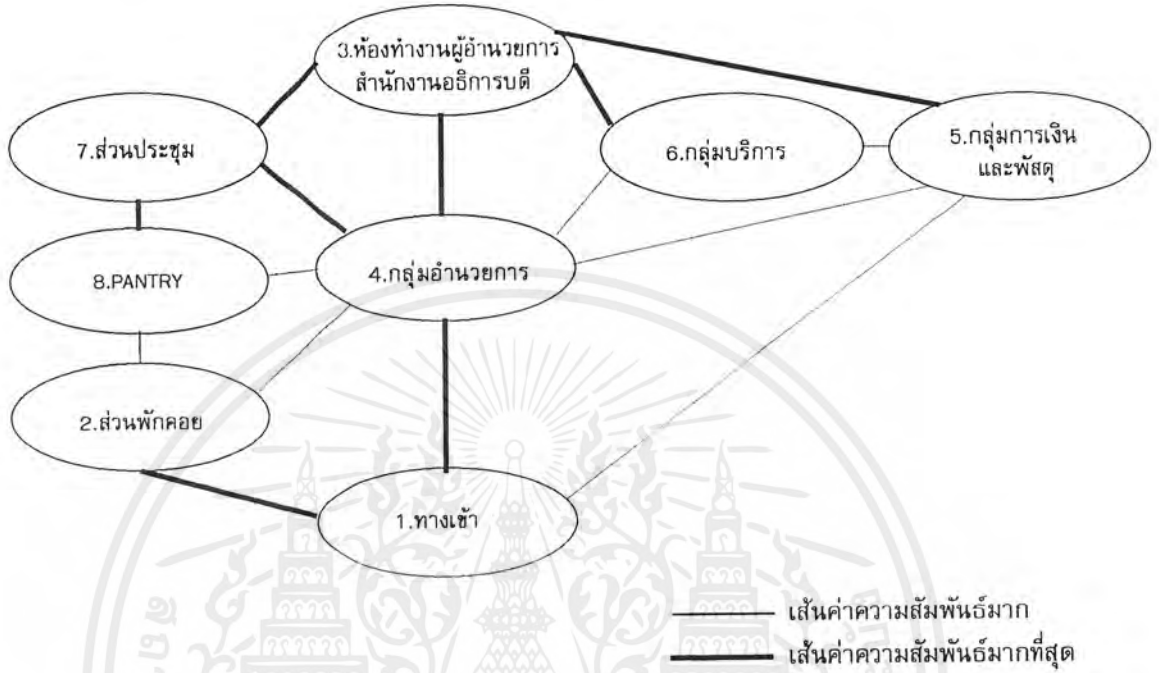 3.ห้องทำงานผู้อำนวยการ
สำนักงานอธิการบดี
7.ส่วนประชุม
6.กลุ่มบริการ
5.กลุ่มการเงิน
และพัสดุ
8.PANTRY
4.กลุ่มอำนวยการ
2.ส่วนพักคอย
1.ทางเข้า
เส้นค่าความสัมพันธ์มาก
เส้นค่าความสัมพันธ์มากที่สุด